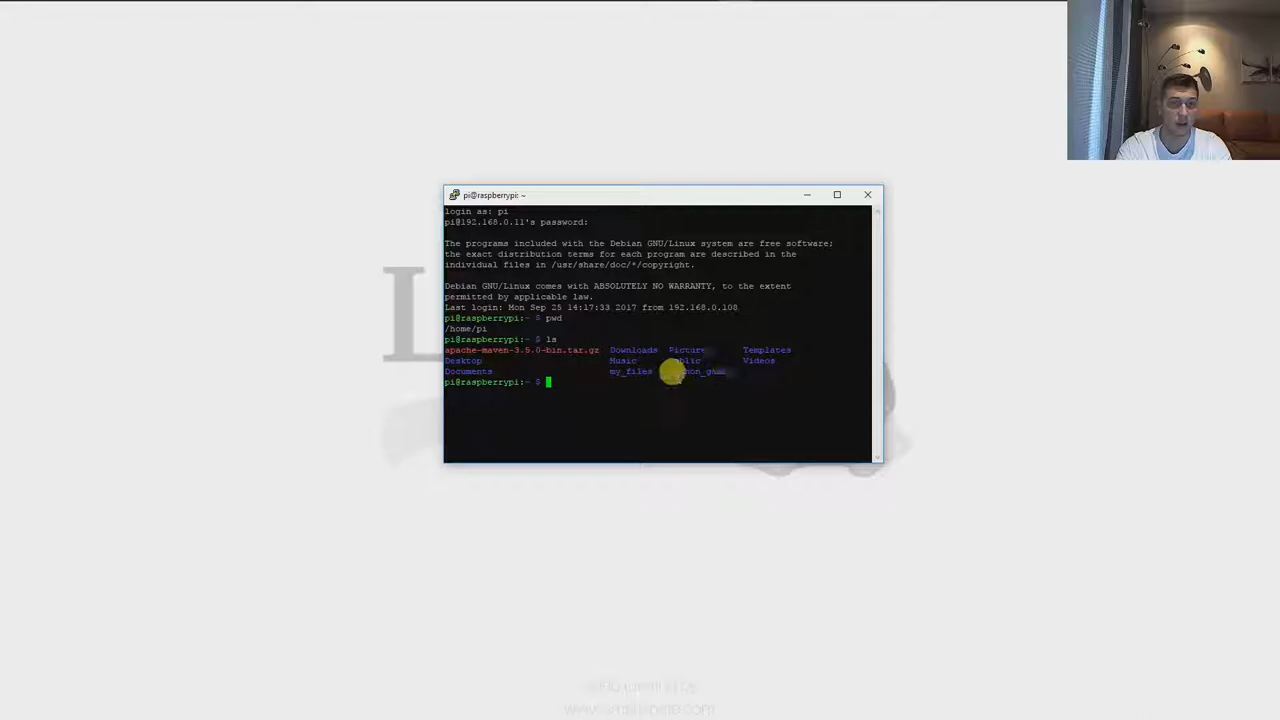 pi@raspberrypi: ~
login as: pi
pi@192.168.0.11's password:
The programs included with the Debian GNU/Linux system are free software;
the exact distribution terms for each program are described in the
individual files in /usr/share/doc/*/copyright.
Debian GNU/Linux comes with ABSOLUTELY NO WARRANTY, to the extent
permitted by applicable law.
Last login: Mon Sep 25 14:17:33 2017 from 192.168.0.108
pi@raspberrypi:~ $ pwd
/home/pi
pi@raspberrypi:~ $ ls
apache-maven-3.5.0-bin.tar.gz Downloads Templates
Desktop Music Videos
Documents my_files
pi@raspberrypi:~ $